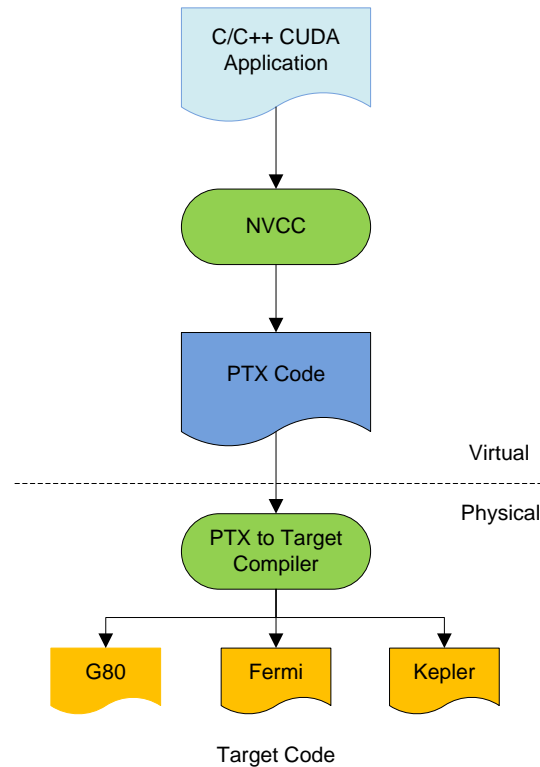 C/C++ CUDA
Application
NVCC
PTX Code
Virtual
Physical
PTX to Target
Compiler
G80
Fermi
Kepler
Target Code